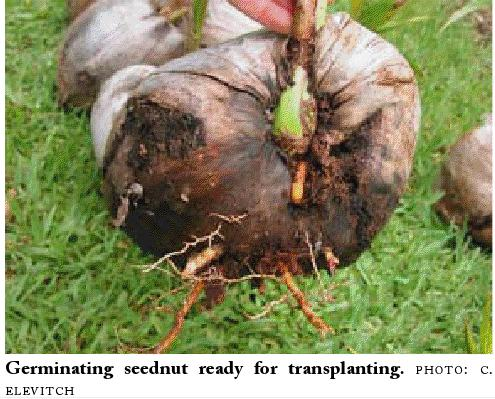 Germinating seednut ready for transplanting. PHOTO: C.
ELEVITCH